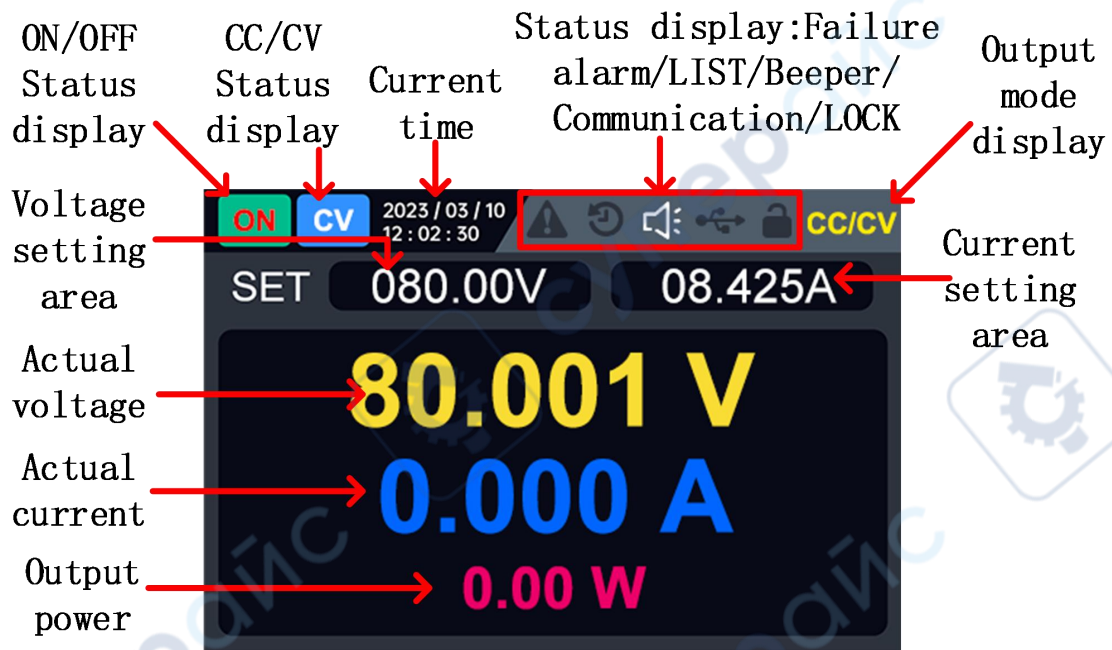 ON/OFF
Status
display
CC/CV
Status
display
Current
time
Status display:Failure
alarm/LIST/Beeper/
Communication/LOCK
Output
mode
display
Voltage
setting
area
ON
CV
2023/03/10
12:02:30
CC/CV
SET
080.00V
08.425A
Current
setting
area
Actual
voltage
80.001 V
Actual
current
0.000 A
Output
power
0.00 W